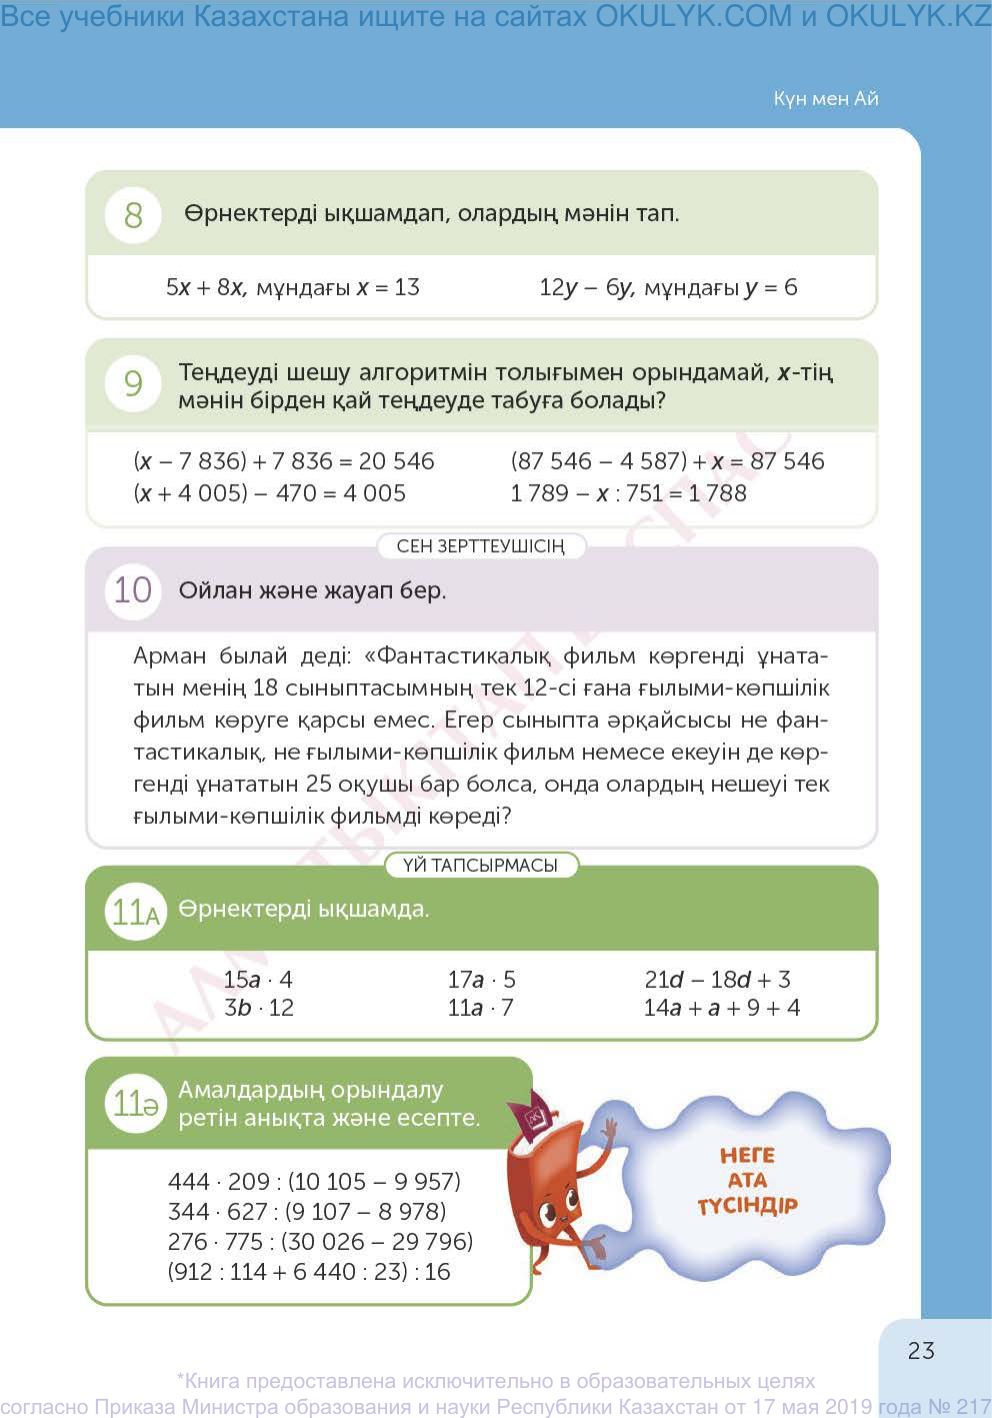 Все учебники Казахстана ищите на сайтах OKULYK.COM и OKULYK.KZ
Күн мен Ай
8
Өрнектерді ықшамдап, олардың мәнін тап.
5x + 8x, мұндағы x = 13
12y – 6y, мұндағы y = 6
9
Теңдеуді шешу алгоритмін толығымен орындамай, x-тің
мәнін бірден қай теңдеуде табуға болады?
(x – 7 836) + 7 836 = 20 546
(87 546 – 4 587) + x = 87 546
(x + 4 005) – 470 = 4 005
1 789 – x : 751 = 1 788
СЕН ЗЕРТТЕУШІСІҢ
10
Ойлан және жауап бер.
Арман былай деді: «Фантастикалық фильм көргенді ұната-
тын менің 18 сыныптасымның тек 12-сі ғана ғылыми-көпшілік
фильм көруге қарсы емес. Егер сыныпта әрқайсысы не фан-
тастикалық, не ғылыми-көпшілік фильм немесе екеуін де көр-
генді ұнататын 25 оқушы бар болса, онда олардың нешеуі тек
ғылыми-көпшілік фильмді көреді?
ҮЙ ТАПСЫРМАСЫ
11А
Өрнектерді ықшамда.
15a · 4
17a · 5
21d – 18d + 3
3b · 12
11a · 7
14a + a + 9 + 4
11ә
Амалдардың орындалу
ретін анықта және есепте.
444 · 209 : (10 105 – 9 957)
344 · 627 : (9 107 – 8 978)
276 · 775 : (30 026 – 29 796)
(912 : 114 + 6 440 : 23) : 16
НЕГЕ
АТА
ТҮСІНДІР
23
*Книга предоставлена исключительно в образовательных целях
согласно Приказа Министра образования и науки Республики Казахстан от 17 мая 2019 года № 217